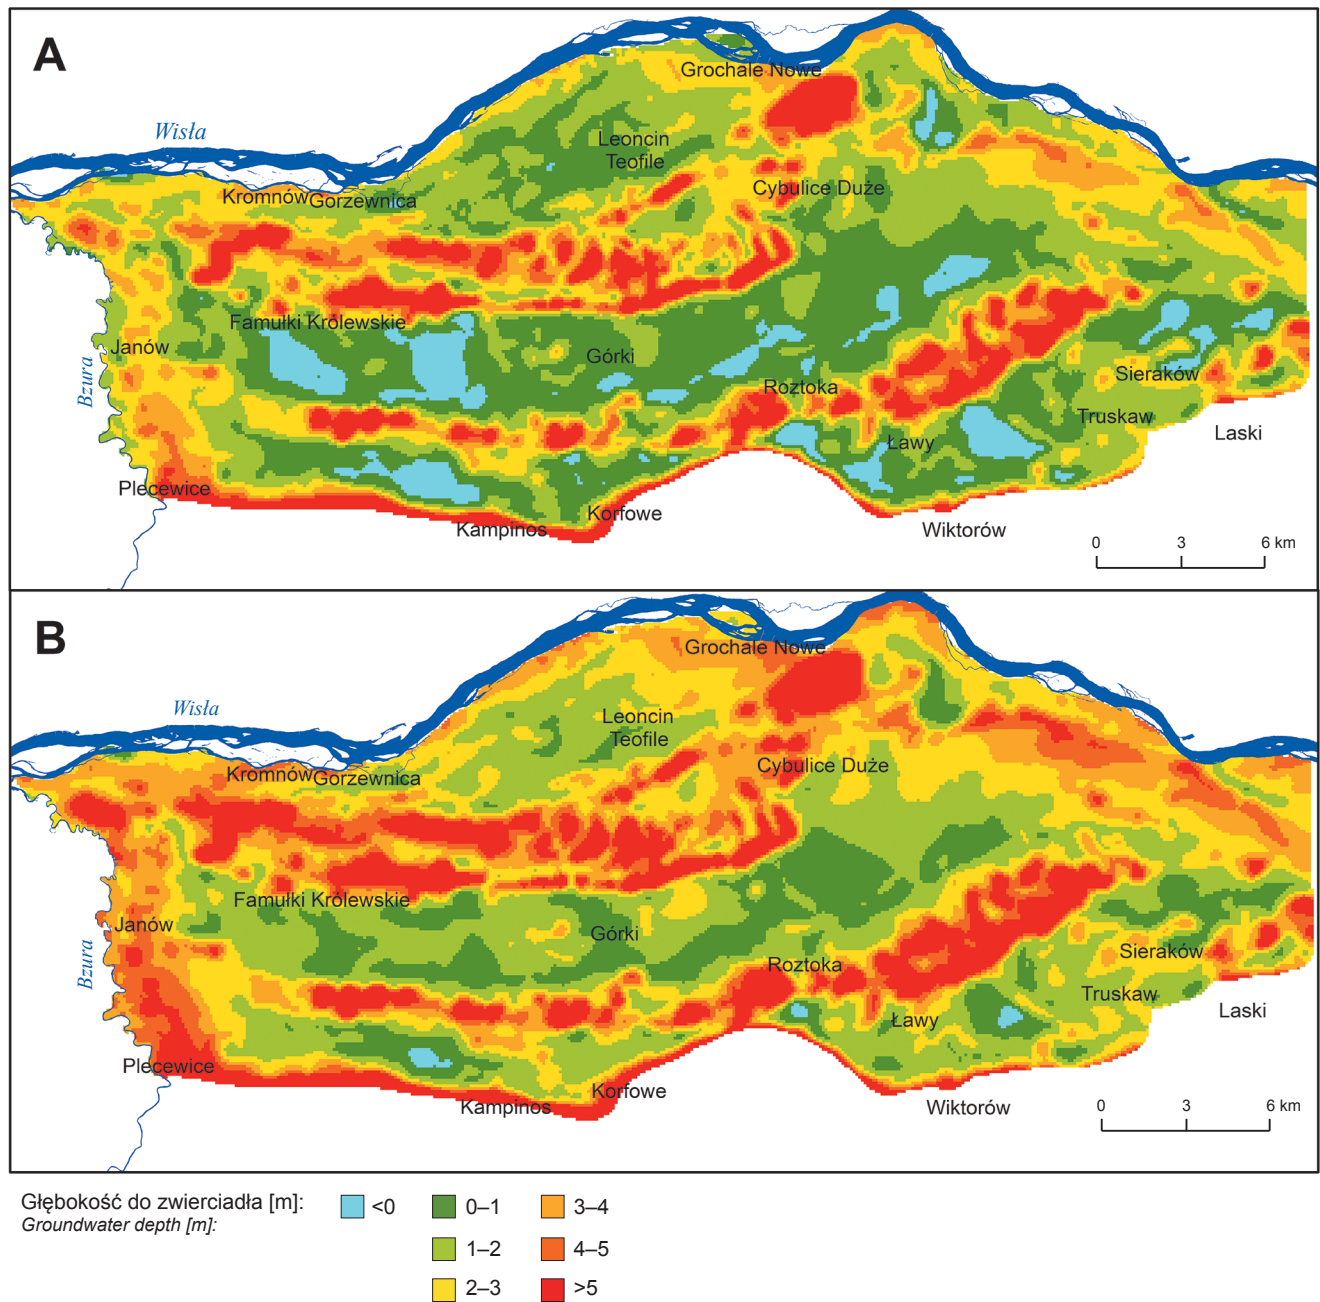 A
Grochale Nowe
Wisła
Leoncin
Teofile
Cybulice Duże
Kromnów
Gorzewnica
Famułki Królewskie
Janów
Górki
Bzura
Roztoka
Sieraków
Truskaw
Ławy
Laski
Plecewice
Korfowe
Kampinos
Wiktorów
0 3 6 km
B
Grochale Nowe
Wisła
Leoncin
Teofile
Cybulice Duże
Kromnów
Gorzewnica
Famułki Królewskie
Janów
Górki
Bzura
Roztoka
Sieraków
Truskaw
Ławy
Laski
Plecewice
Korfowe
Kampinos
Wiktorów
0 3 6 km
Głębokość do zwierciadła [m]:
Groundwater depth [m]:
<0
0–1
3–4
1–2
4–5
2–3
>5